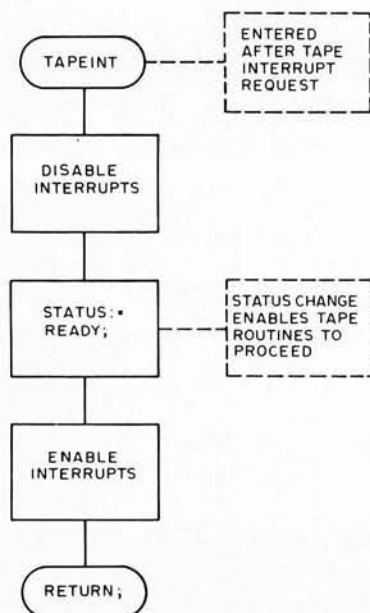 TAPEINT
ENTERED
AFTER TAPE
INTERRUPT
REQUEST
DISABLE
INTERRUPTS
STATUS:=
READY;
STATUS CHANGE
ENABLES TAPE
ROUTINES TO
PROCEED
ENABLE
INTERRUPTS
RETURN;